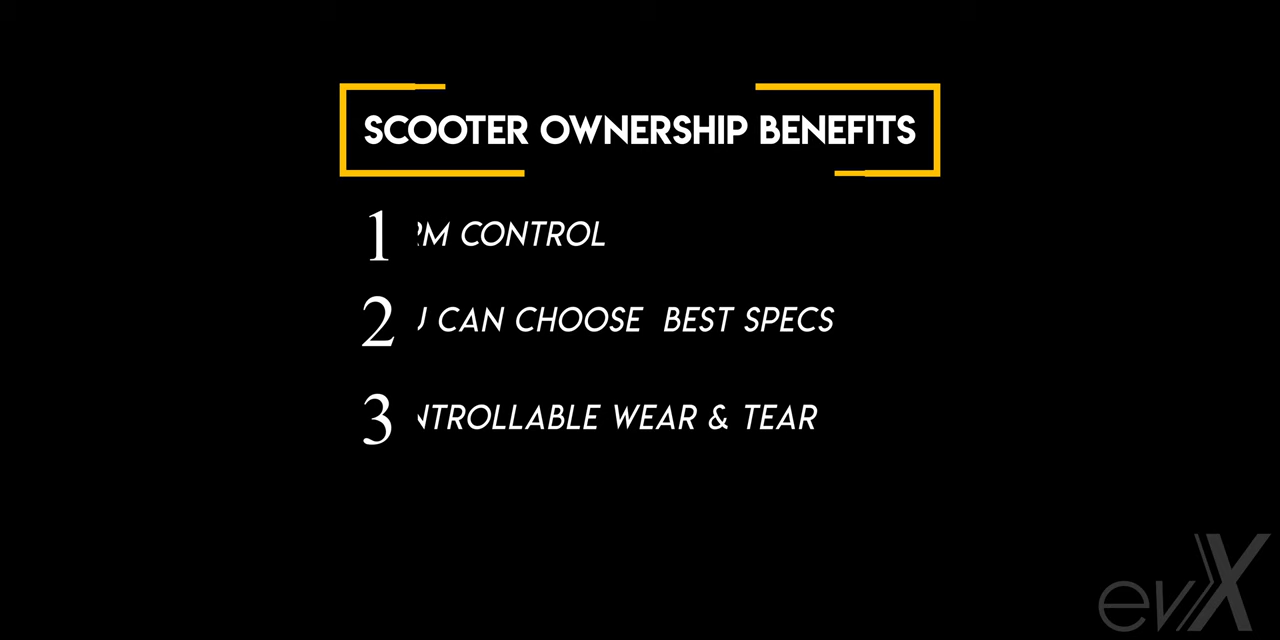 SCOOTER OWNERSHIP BENEFITS
1 CONTROL
2 CAN CHOOSE BEST SPECS
3 WEAR & TEAR
evX